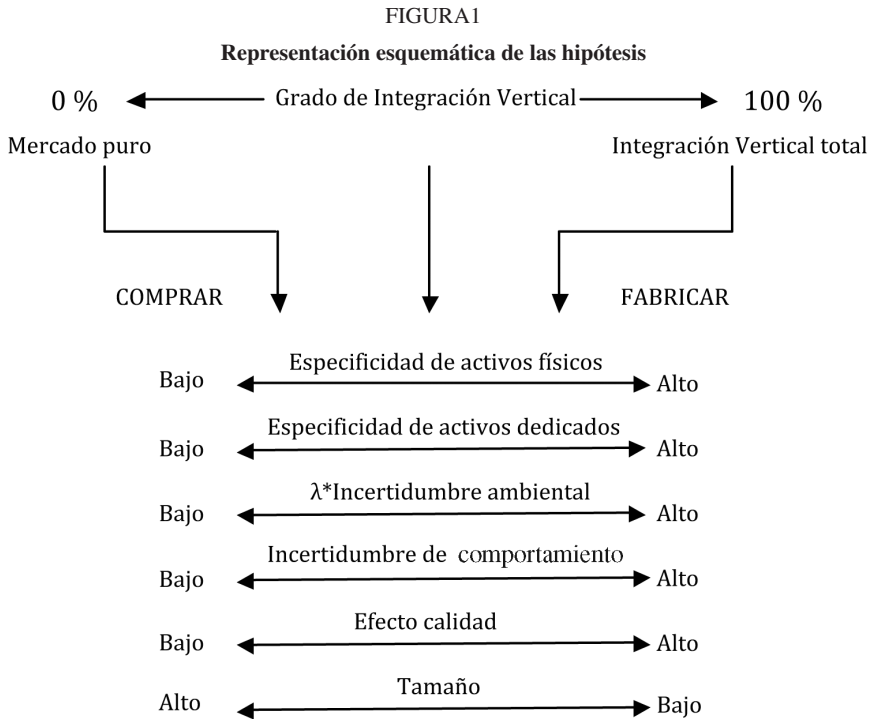 FIGURA1
Representación esquemática de las hipótesis
0 % Grado de Integración Vertical 100 %
Mercado puro Integración Vertical total
COMPRAR FABRICAR
Especificidad de activos físicos
Bajo Alto
Especificidad de activos dedicados
Bajo Alto
λ*Incertidumbre ambiental
Bajo Alto
Incertidumbre de comportamiento
Bajo Alto
Efecto calidad
Bajo Alto
Tamaño
Alto Bajo